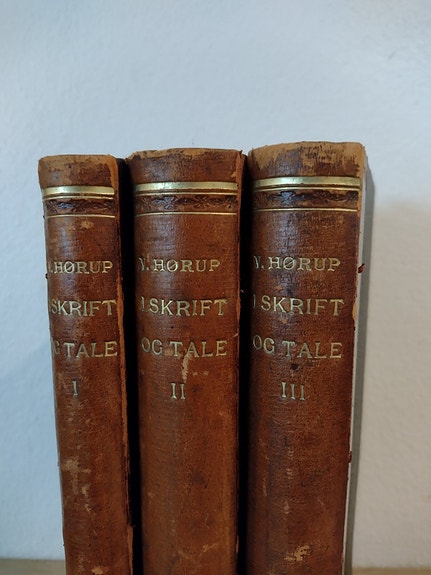 V. HØRUP
I SKRIFT
OG TALE
I
V. HØRUP
I SKRIFT
OG TALE
II
V. HØRUP
I SKRIFT
OG TALE
III